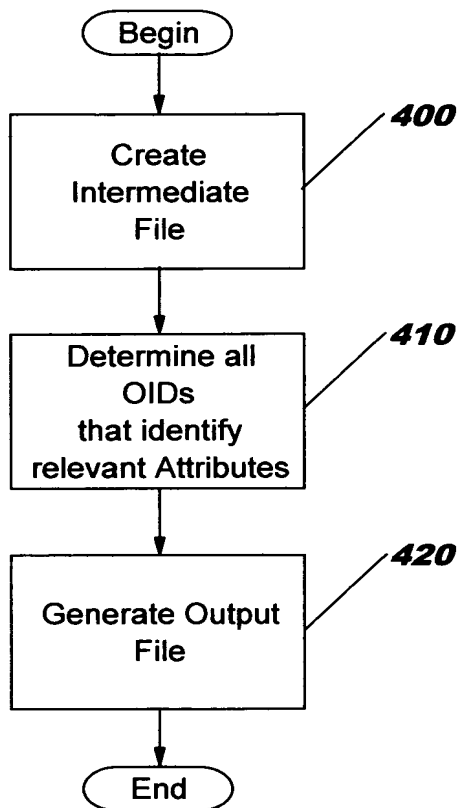 Begin
400
Create
Intermediate
File
410
Determine all
OIDs
that identify
relevant Attributes
420
Generate Output
File
End